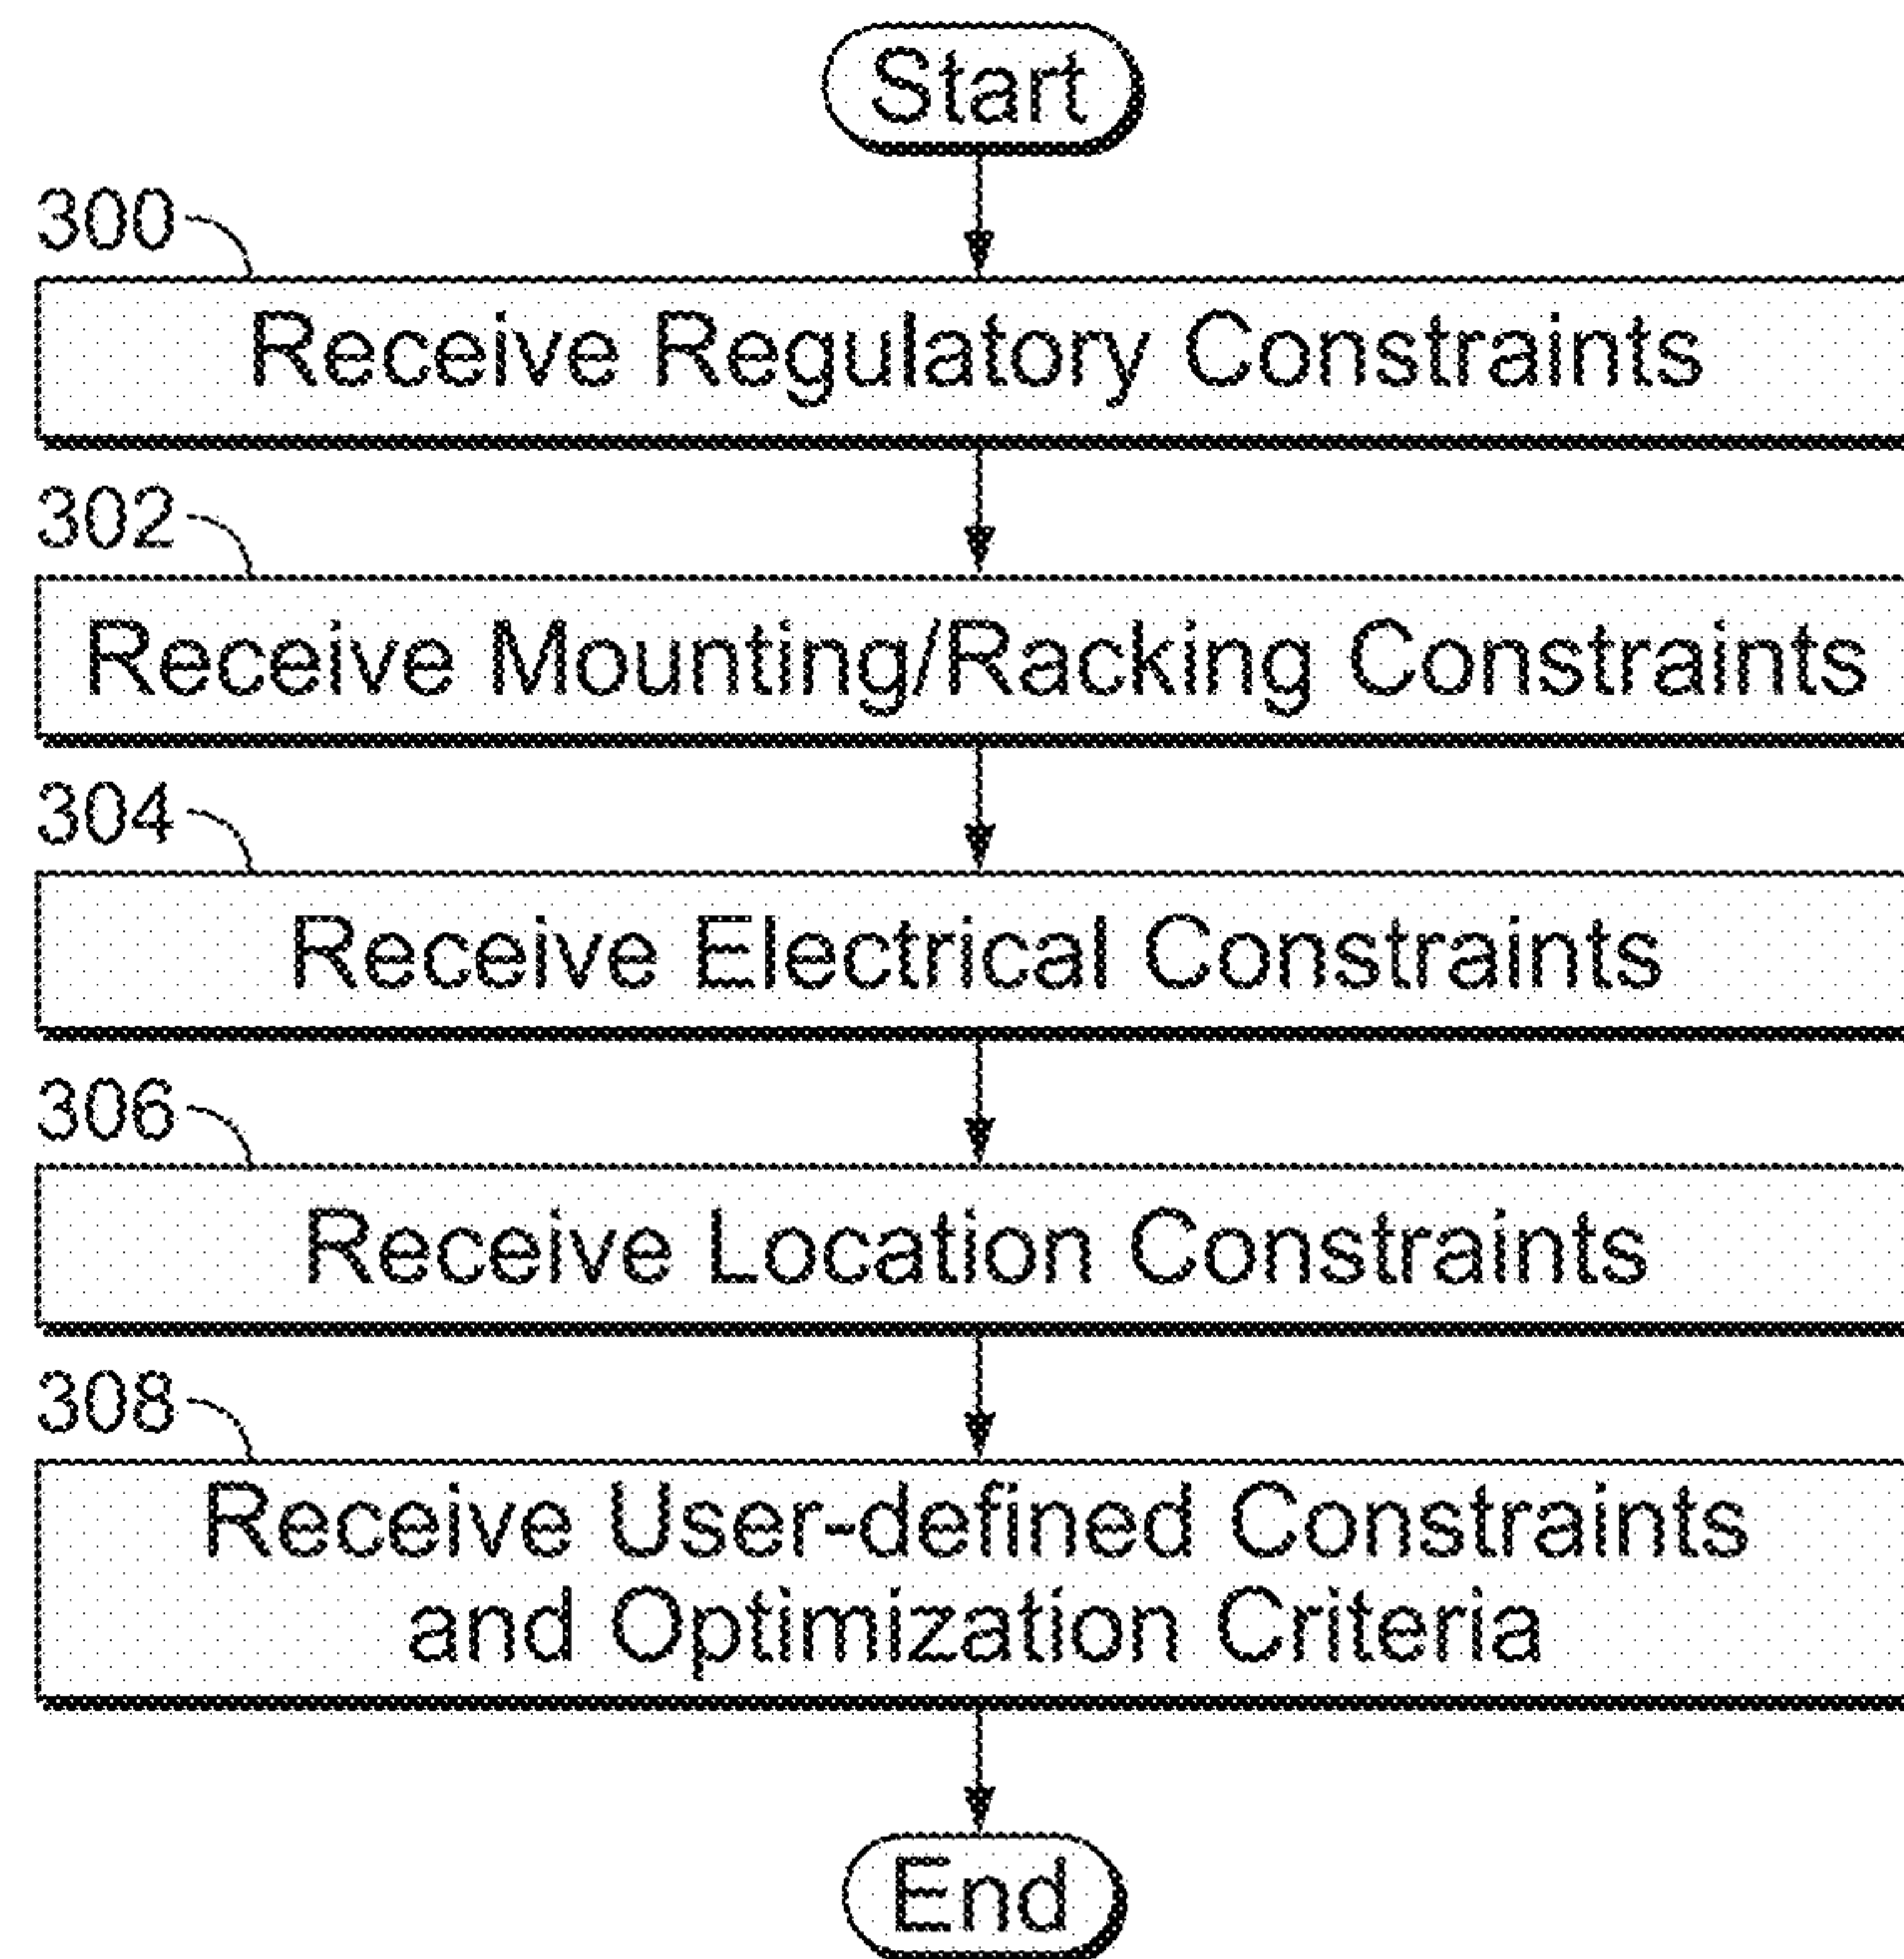 Start
300
Receive Regulatory Constraints
302
Receive Mounting/Racking Constraints
304
Receive Electrical Constraints
306
Receive Location Constraints
308
Receive User-defined Constraints
and Optimization Criteria
End